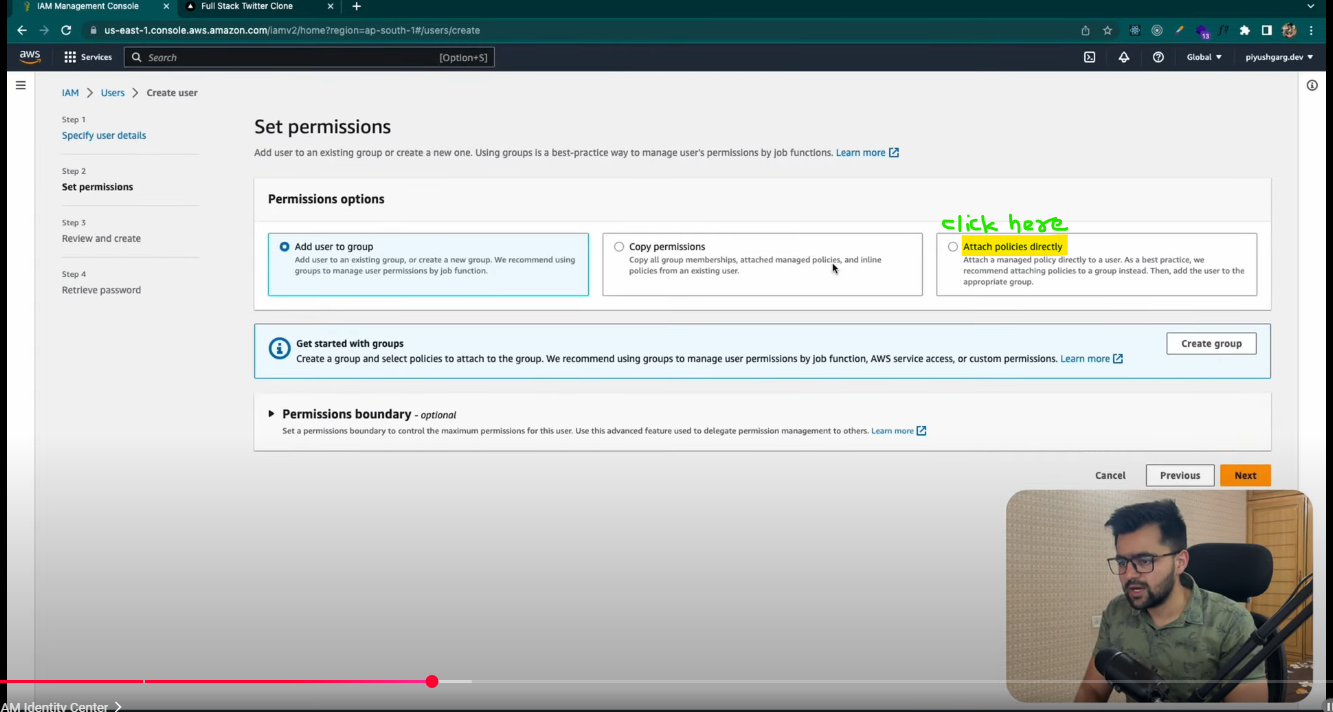 IAM Management Console
Full Stack Twitter Clone
us-east-1.console.aws.amazon.com/iamv2/home?region=ap-south-1#/users/create
13
f?
aws
Services
Search
[Option+S]
Global
piyushgarg.dev
IAM > Users > Create user
Step 1
Specify user details
Step 2
Set permissions
Step 3
Review and create
Step 4
Retrieve password
Set permissions
Add user to an existing group or create a new one. Using groups is a best-practice way to manage user's permissions by job functions. Learn more
Permissions options
click here
Add user to group
Add user to an existing group, or create a new group. We recommend using
groups to manage user permissions by job function.
Copy permissions
Copy all group memberships, attached managed policies, and inline
policies from an existing user.
Attach policies directly
Attach a managed policy directly to a user. As a best practice, we
recommend attaching policies to a group instead. Then, add the user to the
appropriate group.
Get started with groups
Create a group and select policies to attach to the group. We recommend using groups to manage user permissions by job function, AWS service access, or custom permissions. Learn more
Create group
Permissions boundary - optional
Set a permissions boundary to control the maximum permissions for this user. Use this advanced feature used to delegate permission management to others. Learn more
Cancel
Previous
Next
AM Identity Center >